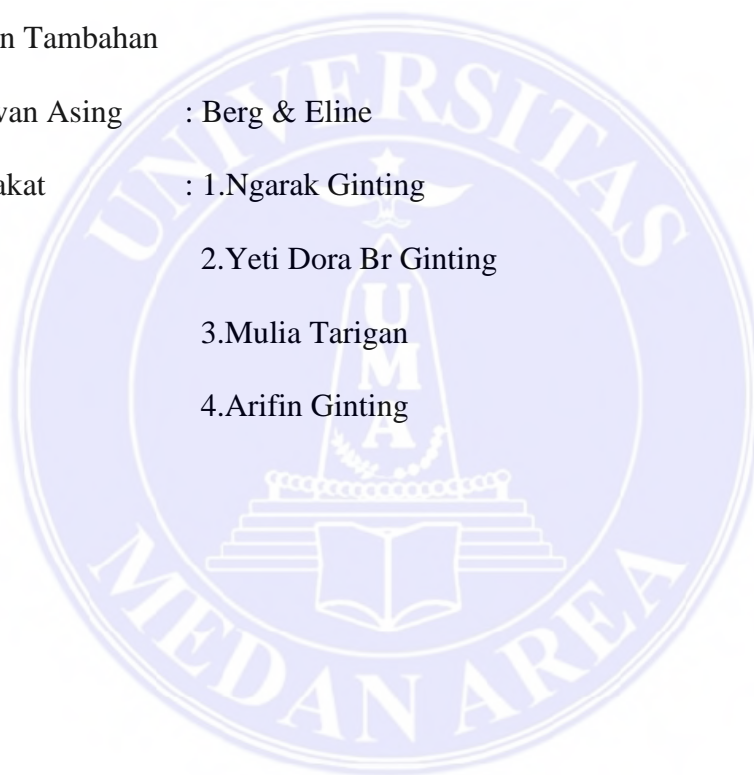 n Tambahan
van Asing : Berg & Eline
akat : 1.Ngarak Ginting
2.Yeti Dora Br Ginting
3.Mulia Tarigan
4.Arifin Ginting
UNIVERSITAS
UMA
MEDAN AREA